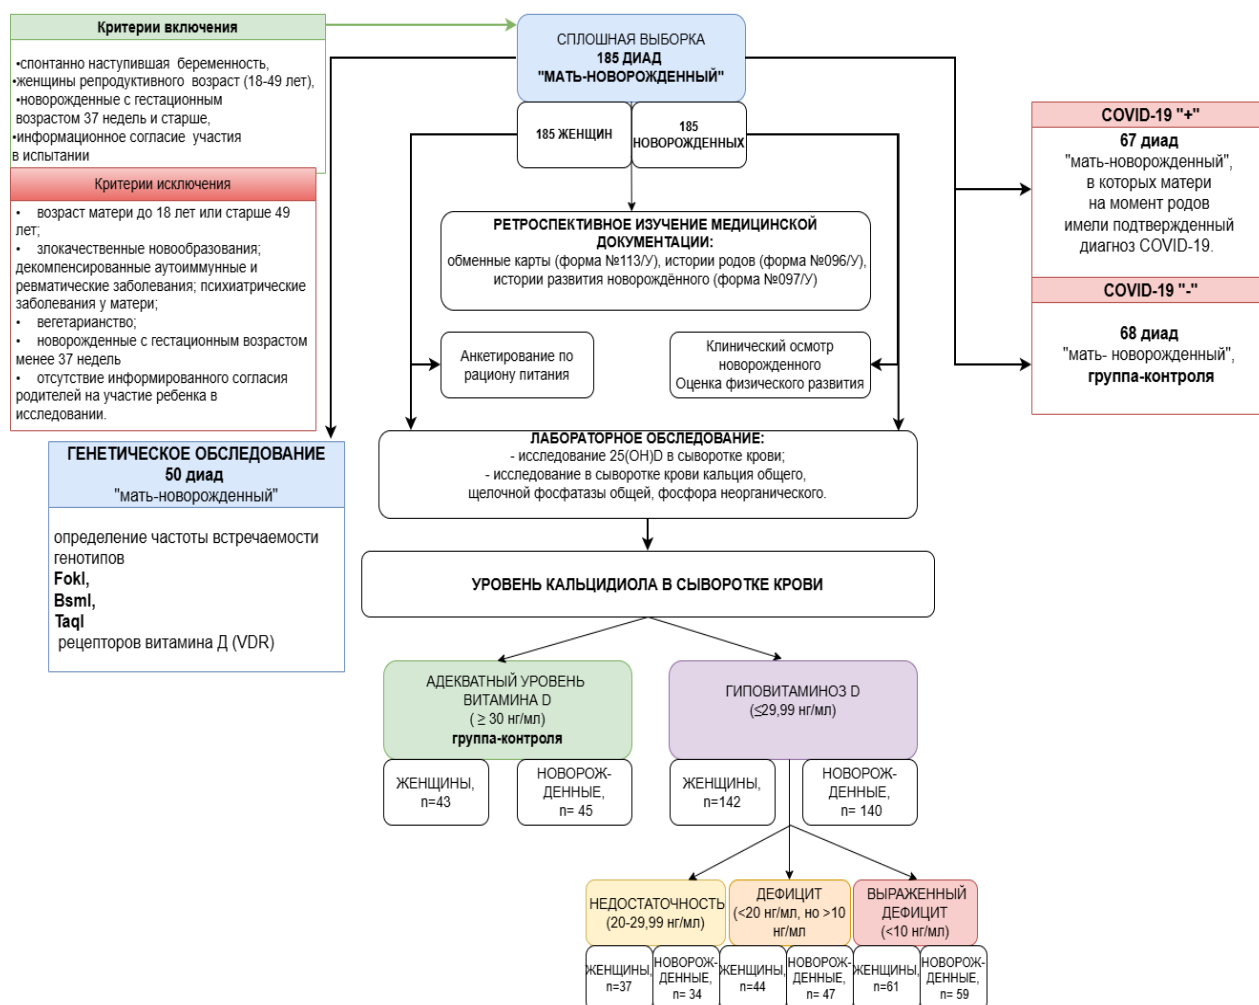 Критерии включения
•спонтанно наступившая беременность,
•женщины репродуктивного возраст (18-49 лет),
•новорожденные с гестационным
возрастом 37 недель и старше,
•информационное согласие участия
в испытании
Критерии исключения
• возраст матери до 18 лет или старше 49
лет;
• злокачественные новообразования;
декомпенсированные аутоиммунные и
ревматические заболевания; психиатрические
заболевания у матери;
• вегетарианство;
• новорожденные с гестационным возрастом
менее 37 недель
• отсутствие информированного согласия
родителей на участие ребенка в
исследовании.
СПЛОШНАЯ ВЫБОРКА
185 ДИАД
"МАТЬ-НОВОРОЖДЕННЫЙ"
185 ЖЕНЩИН
185
НОВОРОЖДЕННЫХ
COVID-19 "+"
67 диад
"мать-новорожденный",
в которых матери
на момент родов
имели подтвержденный
диагноз COVID-19.
COVID-19 "-"
68 диад
"мать- новорожденный",
группа-контроля
РЕТРОСПЕКТИВНОЕ ИЗУЧЕНИЕ МЕДИЦИНСКОЙ
ДОКУМЕНТАЦИИ:
обменные карты (форма №113/У), истории родов (форма №096/У),
истории развития новорождённого (форма №097/У)
Анкетирование по
рациону питания
Клинический осмотр
новорожденного
Оценка физического развития
ЛАБОРАТОРНОЕ ОБСЛЕДОВАНИЕ:
- исследование 25(ОН)D в сыворотке крови;
- исследование в сыворотке крови кальция общего,
щелочной фосфатазы общей, фосфора неорганического.
ГЕНЕТИЧЕСКОЕ ОБСЛЕДОВАНИЕ
50 диад
"мать-новорожденный"
определение частоты встречаемости
генотипов
FokI,
BsmI,
TaqI
рецепторов витамина Д (VDR)
УРОВЕНЬ КАЛЬЦИДИОЛА В СЫВОРОТКЕ КРОВИ
АДЕКВАТНЫЙ УРОВЕНЬ
ВИТАМИНА D
( ≥ 30 нг/мл)
группа-контроля
ЖЕНЩИНЫ,
n=43
НОВОРОЖ-
ДЕННЫЕ,
n= 45
ГИПОВИТАМИНОЗ D
(≤29,99 нг/мл)
ЖЕНЩИНЫ,
n=142
НОВОРОЖ-
ДЕННЫЕ,
n= 140
НЕДОСТАТОЧНОСТЬ
(20-29,99 нг/мл)
ЖЕНЩИНЫ,
n=37
НОВОРОЖ-
ДЕННЫЕ,
n= 34
ДЕФИЦИТ
(<20 нг/мл, но >10
нг/мл
ЖЕНЩИНЫ,
n=44
НОВОРОЖ-
ДЕННЫЕ,
n= 47
ВЫРАЖЕННЫЙ
ДЕФИЦИТ
(<10 нг/мл)
ЖЕНЩИНЫ,
n=61
НОВОРОЖ-
ДЕННЫЕ,
n= 59